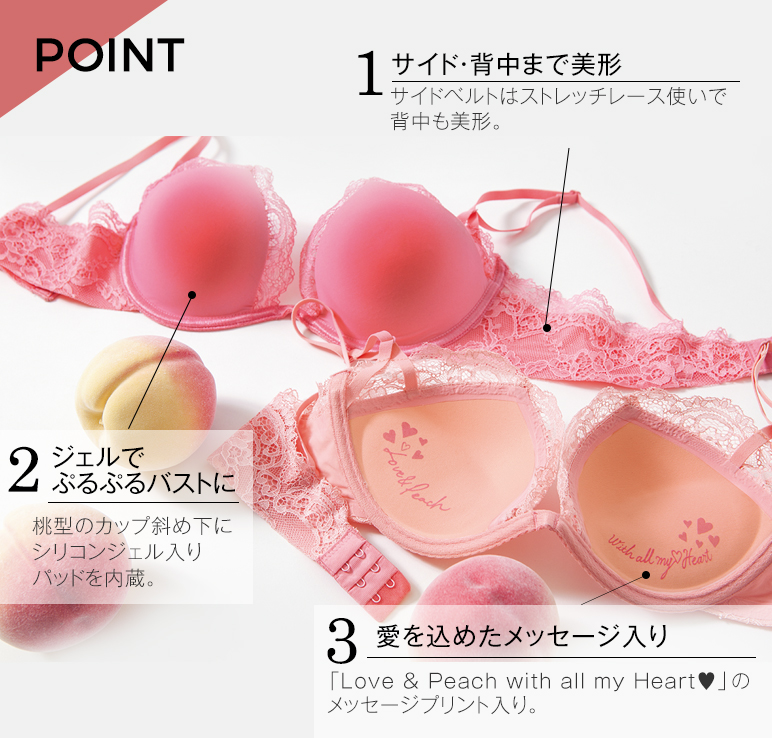 POINT
1 サイド・背中まで美形
サイドベルトはストレッチレース使いで
背中も美形。
2 ジェルで
ぷるぷるバストに
桃型のカップ斜め下に
シリコンジェル入り
パッドを内蔵。
Love & Peach
with all my ♡ Heart
3 愛を込めたメッセージ入り
「Love & Peach with all my Heart♥」の
メッセージプリント入り。